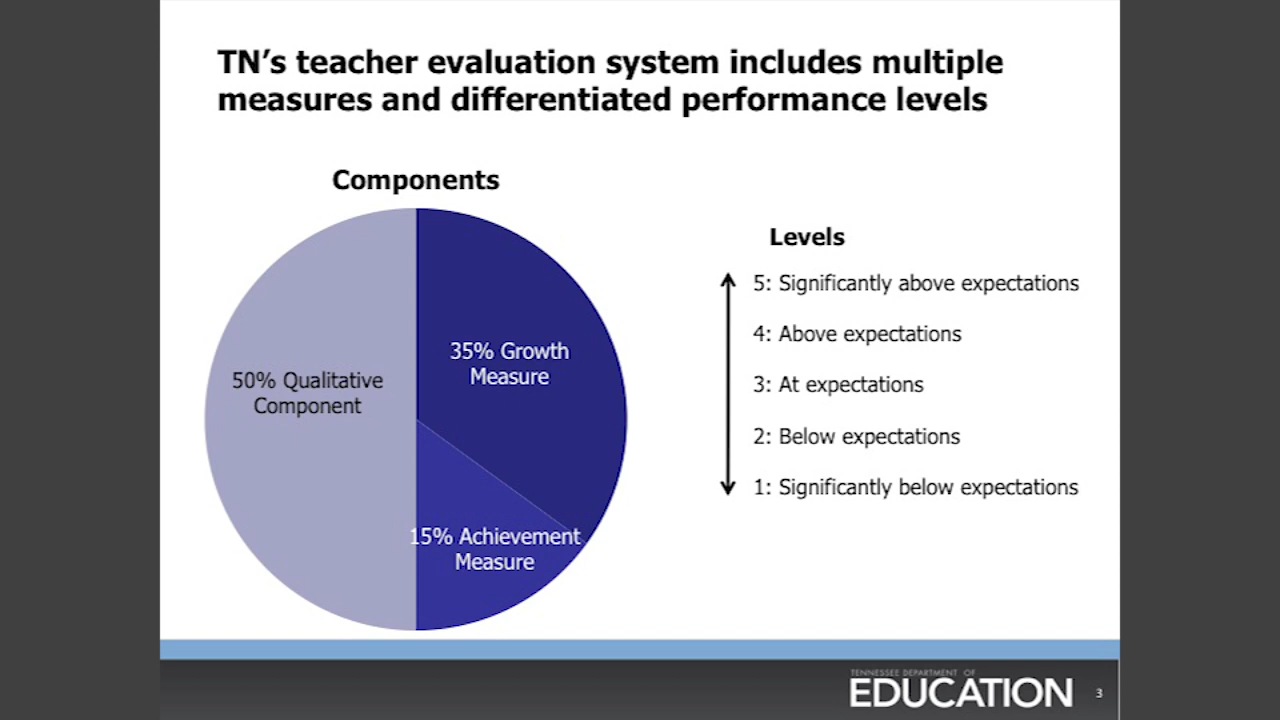 TN’s teacher evaluation system includes multiple
measures and differentiated performance levels
Components
50% Qualitative
Component
35% Growth
Measure
15% Achievement
Measure
Levels
5: Significantly above expectations
4: Above expectations
3: At expectations
2: Below expectations
1: Significantly below expectations
TENNESSEE DEPARTMENT OF
EDUCATION
3